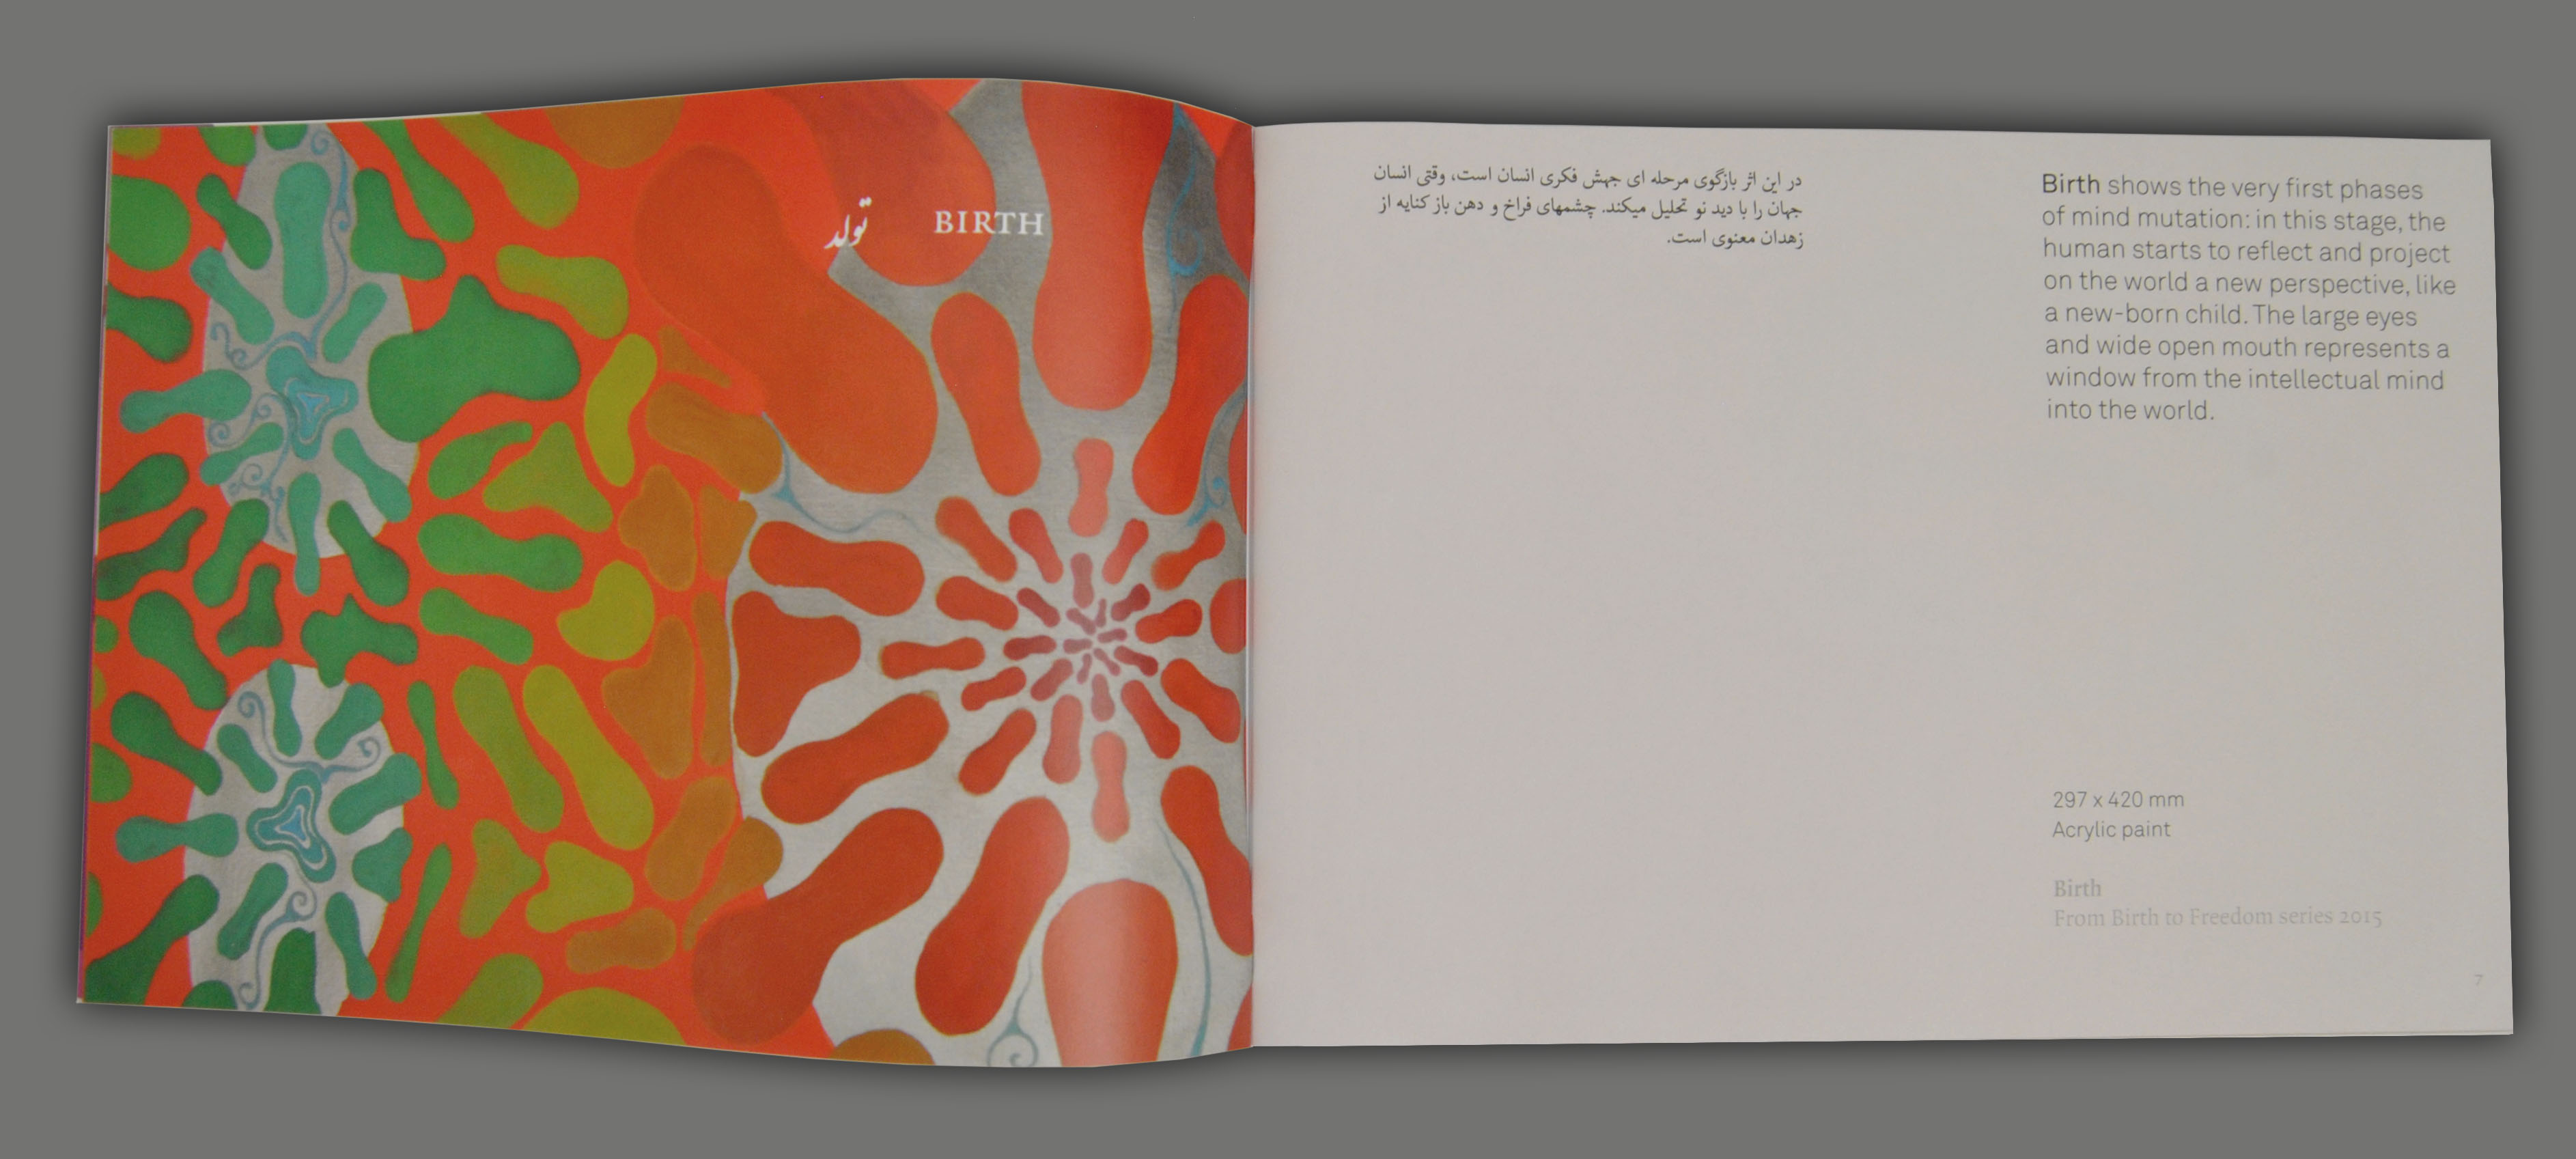 تولد
BIRTH
در این اثر بازگوی مرحله ای جهش فکری انسان است، وقتی انسان
جهان را با دید نو تحلیل میکند. چشمهای فراخ و دهن باز کنایه از
زهدان معنوی است.
Birth shows the very first phases
of mind mutation: in this stage, the
human starts to reflect and project
on the world a new perspective, like
a new-born child. The large eyes
and wide open mouth represents a
window from the intellectual mind
into the world.
297 x 420 mm
Acrylic paint
Birth
From Birth to Freedom series 2015
7